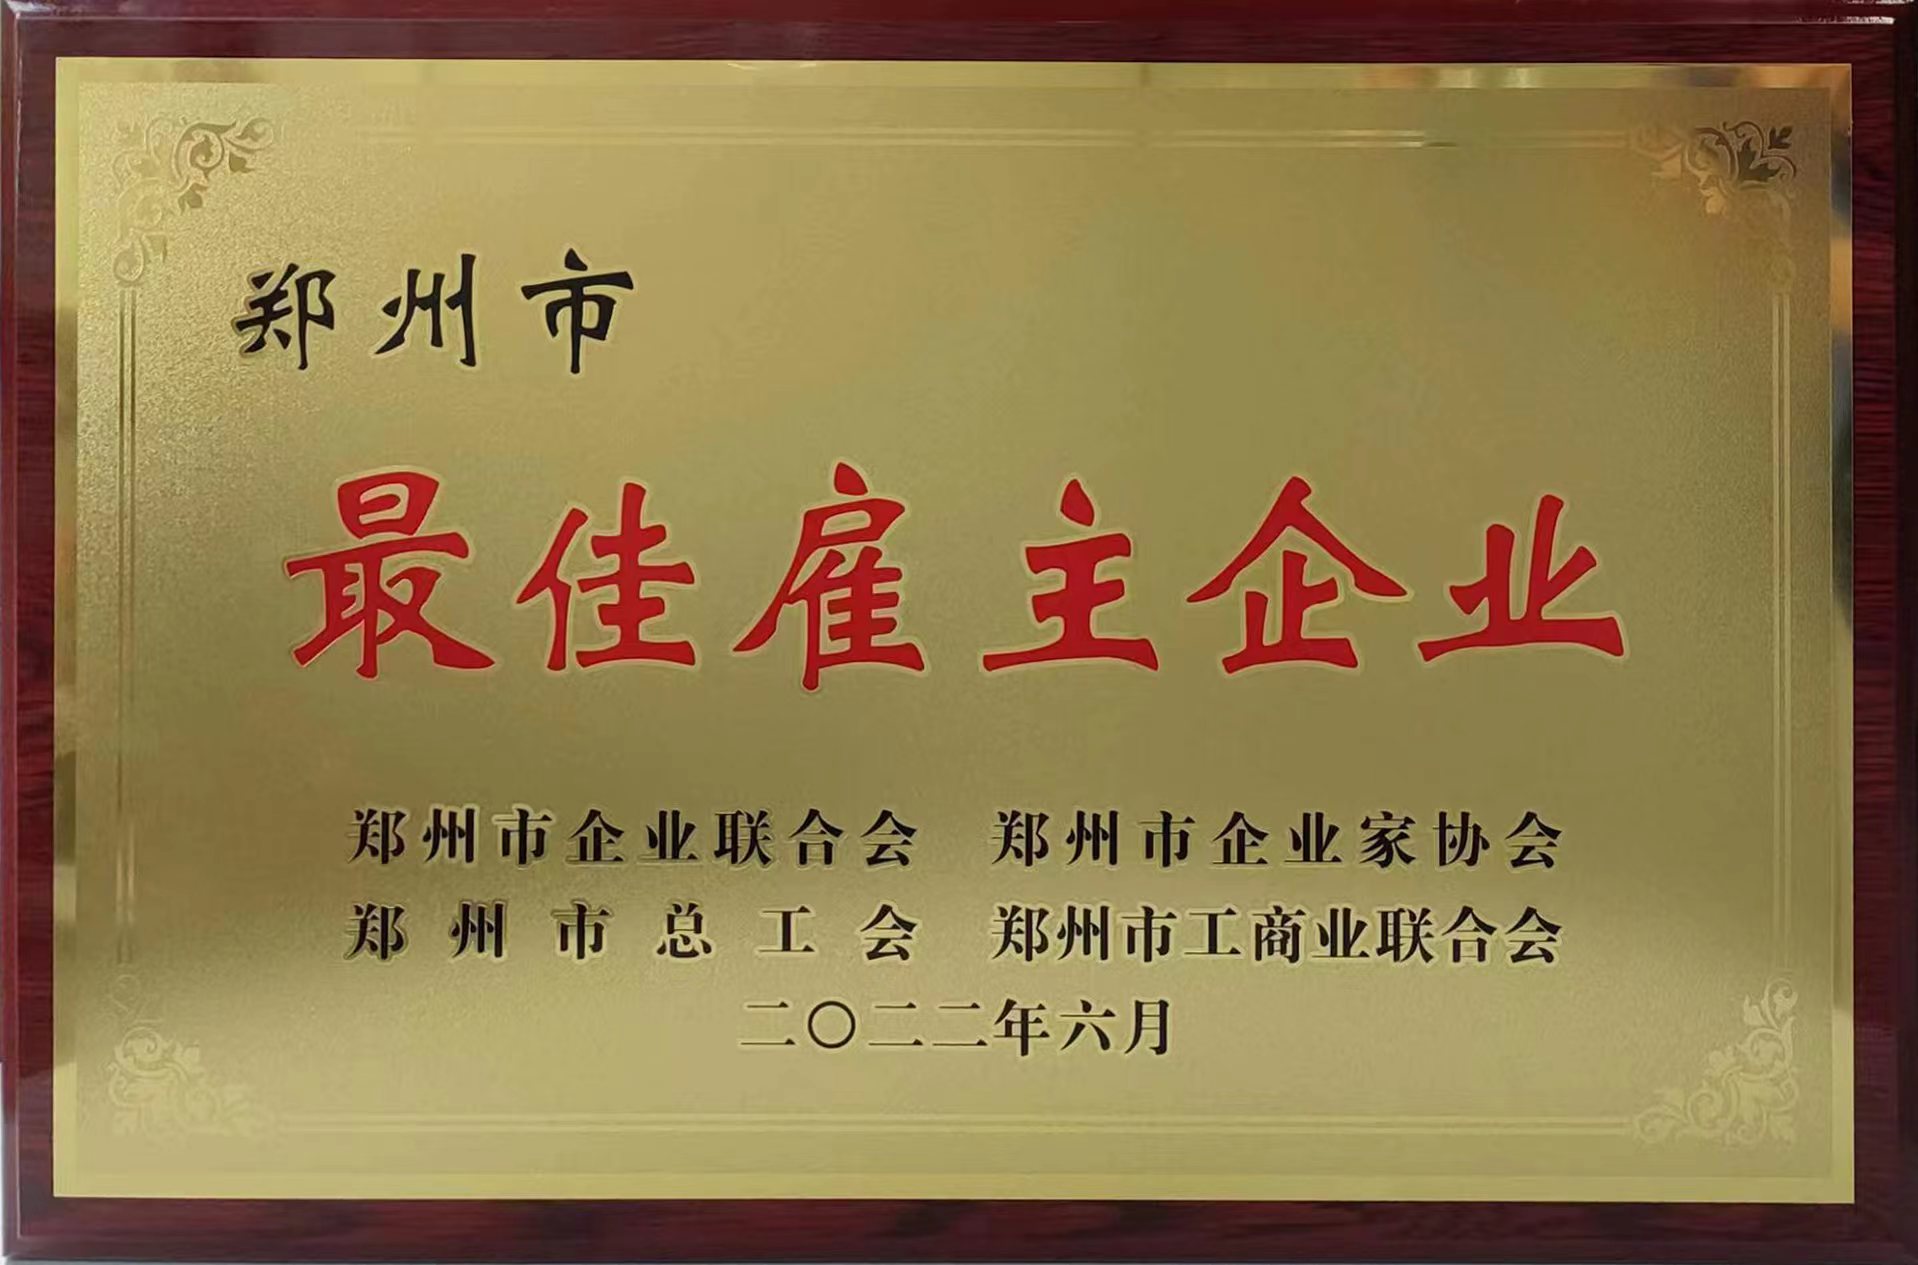 郑州市
最佳雇主企业
郑州市企业联合会 郑州市企业家协会
郑州市总工会 郑州市工商业联合会
二〇二二年六月